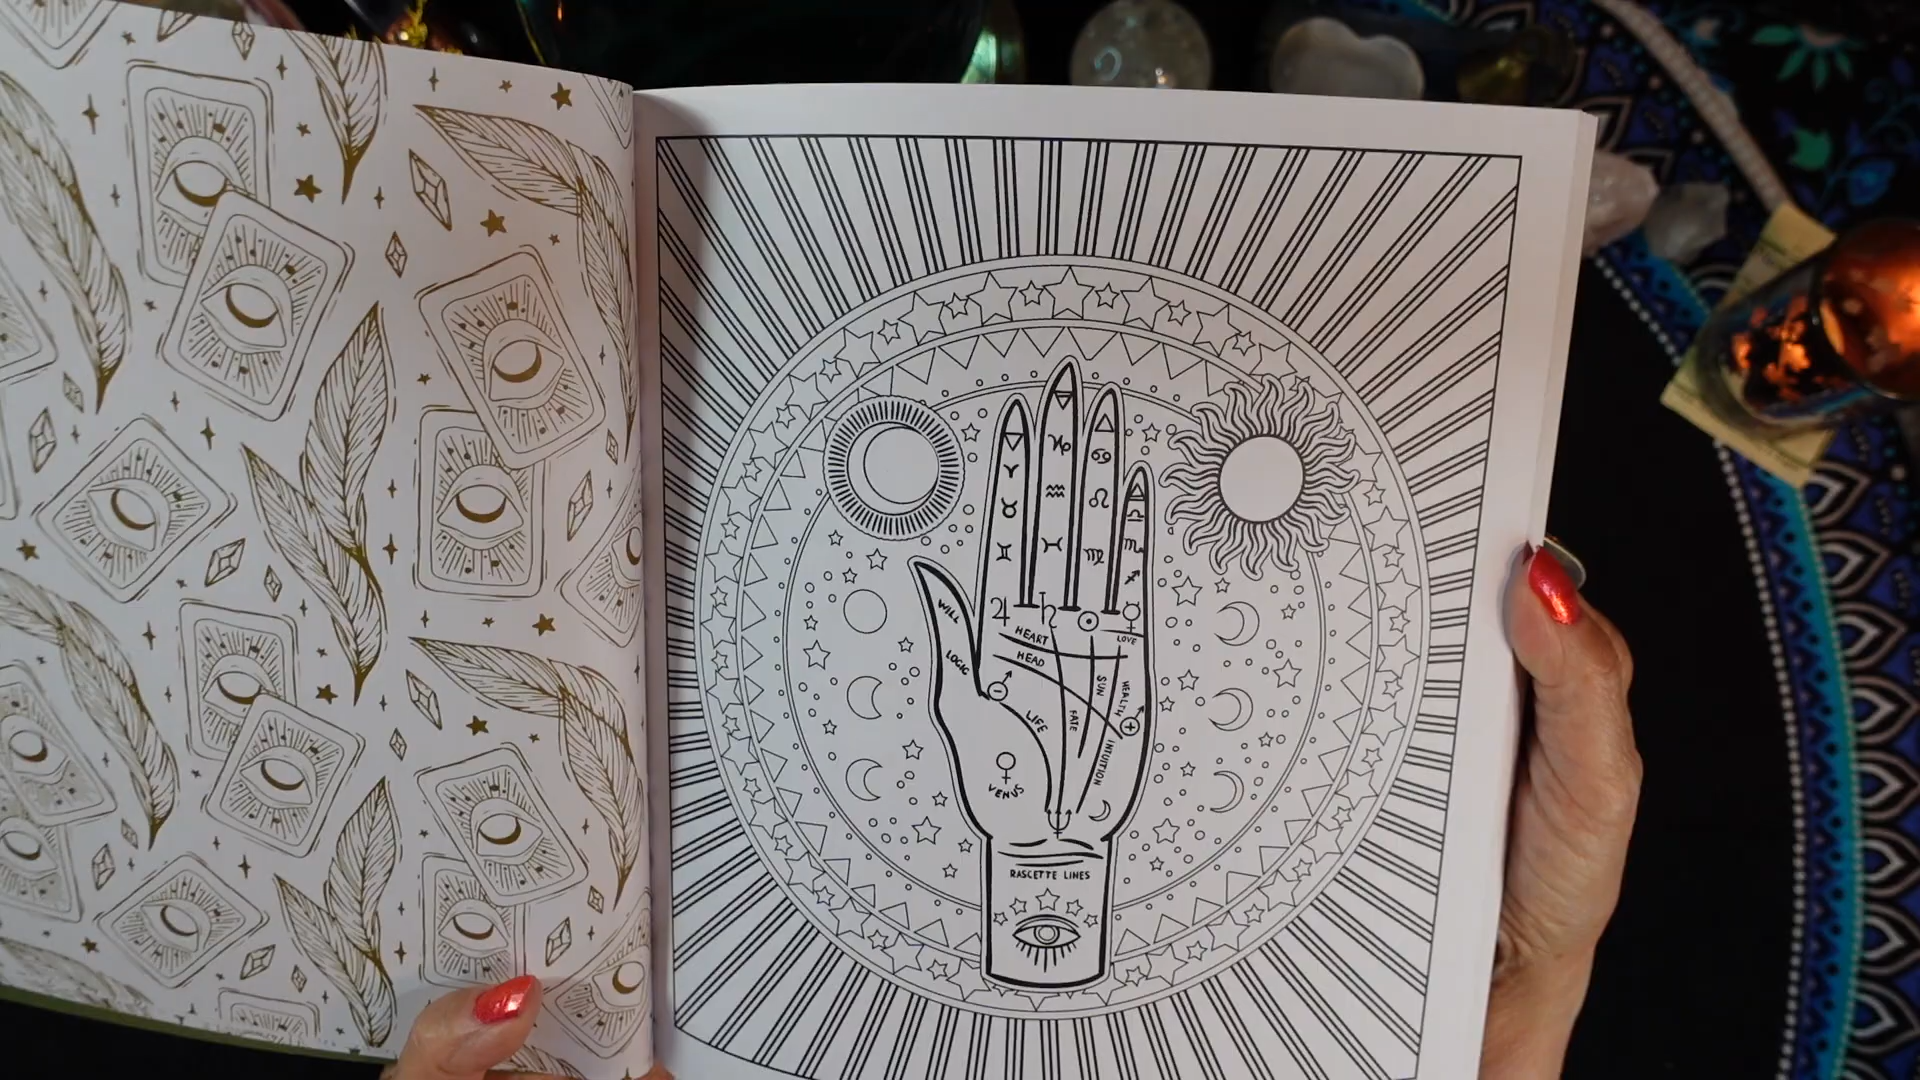 WILL
LOGIC
HEART
LOVE
HEAD
SUN
HEALTH
LIFE
FATE
INTUITION
VENUS
RASCETTE LINES